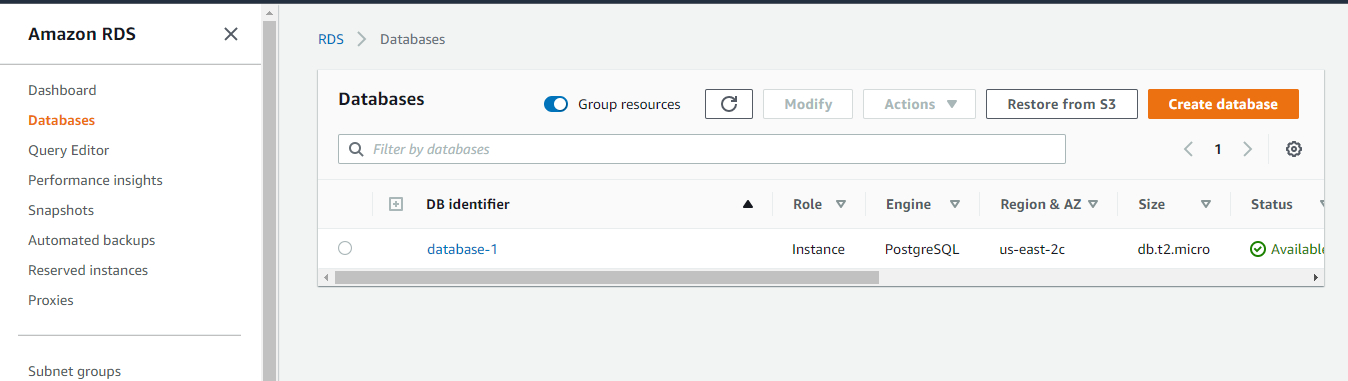 Amazon RDS
Dashboard
Databases
Query Editor
Performance insights
Snapshots
Automated backups
Reserved instances
Proxies
Subnet groups
RDS > Databases
Databases
Group resources
Modify
Actions
Restore from S3
Create database
Filter by databases
1
DB identifier Role Engine Region & AZ Size Status
database-1 Instance PostgreSQL us-east-2c db.t2.micro Available